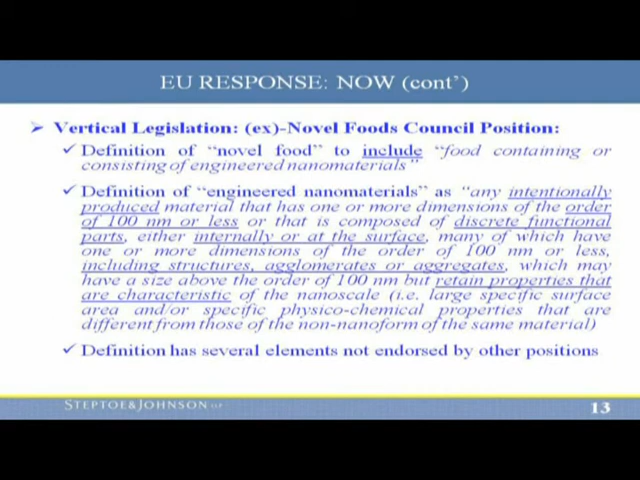 EU RESPONSE: NOW (cont’)
➢ Vertical Legislation: (ex)-Novel Foods Council Position:
✓ Definition of “novel food” to include “food containing or
consisting of engineered nanomaterials”
✓ Definition of “engineered nanomaterials” as “any intentionally
produced material that has one or more dimensions of the order
of 100 nm or less or that is composed of discrete functional
parts, either internally or at the surface, many of which have
one or more dimensions of the order of 100 nm or less,
including structures, agglomerates or aggregates, which may
have a size above the order of 100 nm but retain properties that
are characteristic of the nanoscale (i.e. large specific surface
area and/or specific physico-chemical properties that are
different from those of the non-nanoform of the same material)
✓ Definition has several elements not endorsed by other positions
STEPTOE&JOHNSON LLP
13